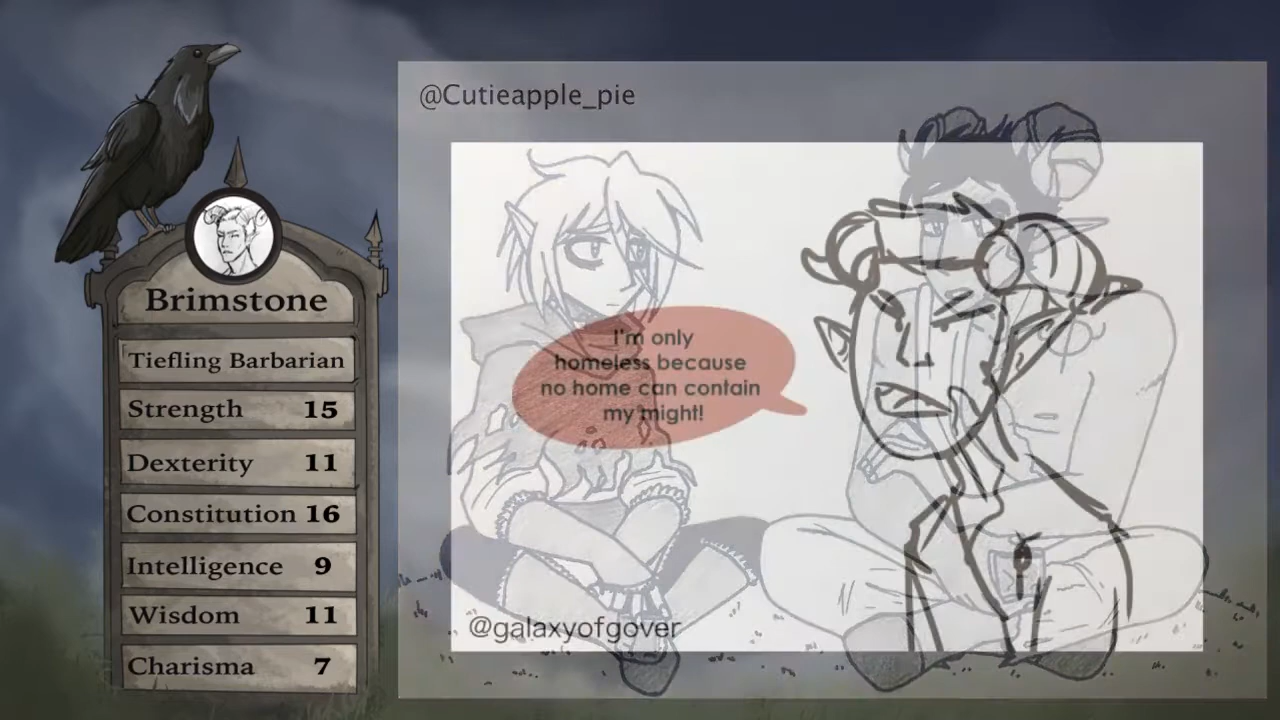 @Cutieapple_pie
Brimstone
Tiefling Barbarian
Strength 15
Dexterity 11
Constitution 16
Intelligence 9
Wisdom 11
Charisma 7
I'm only
homeless because
no home can contain
my might!
@galaxyofgover